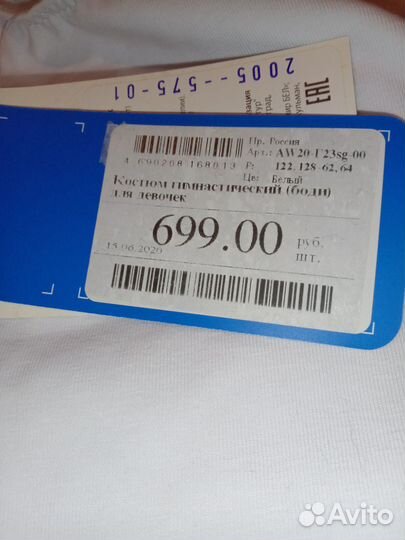 2005--575-01
ЕАС
Пр. Россия
Арт.: AW20-F23sg-00
4 690208 168019 Р: 122,128-62,64
Цв: Белый
Костюм гимнастический (боди)
для девочек
699.00 руб.
15.06.2020 шт.
Avito